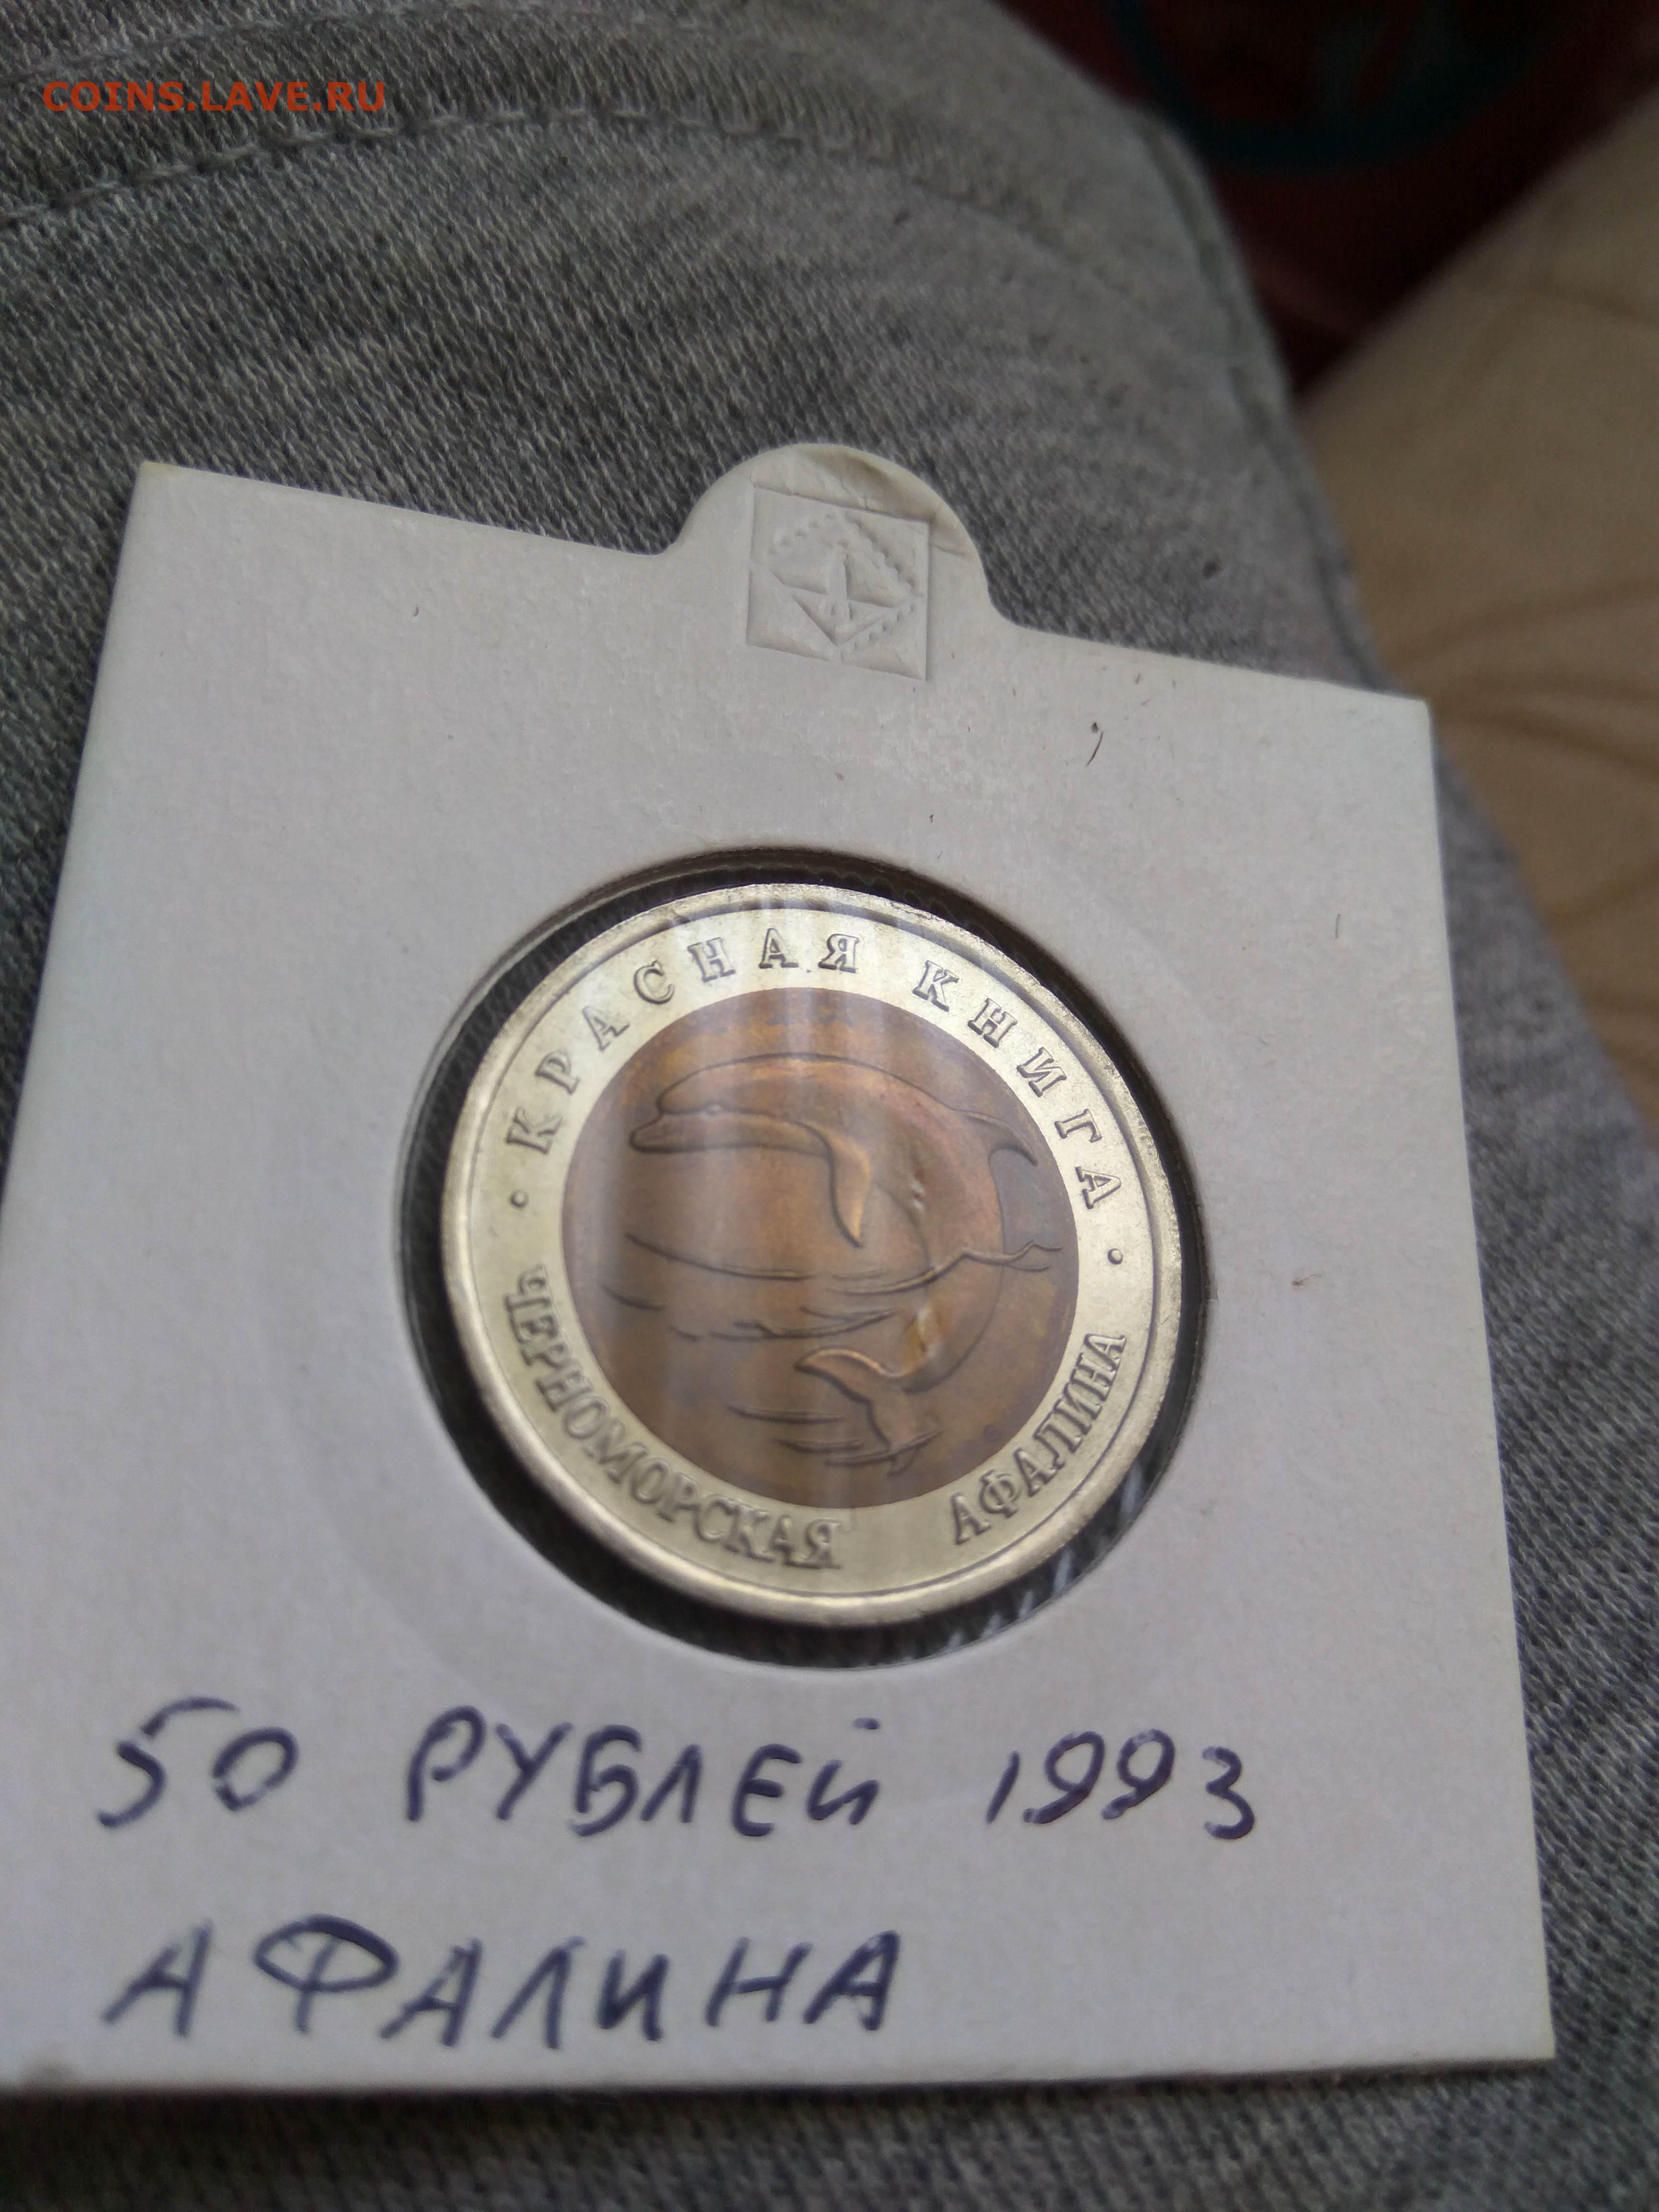 COINS.LAVE.RU
· КРАСНАЯ КНИГА ·
ЧЕРНОМОРСКАЯ АФАЛИНА
50 РУБЛЕЙ 1993
АФАЛИНА